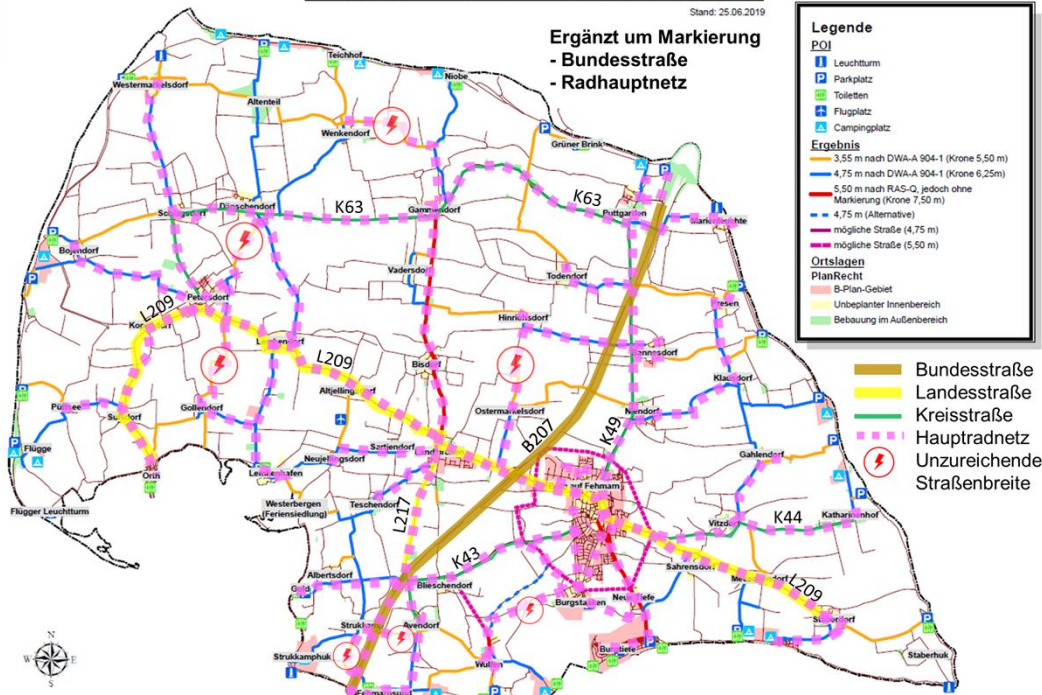 Stand: 25.06.2019
Ergänzt um Markierung
- Bundesstraße
- Radhauptnetz
Legende
POI
Leuchtturm
Parkplatz
Toiletten
Flugplatz
Campingplatz
Ergebnis
3,55 m nach DWA-A 904-1 (Krone 5,50 m)
4,75 m nach DWA-A 904-1 (Krone 6,25m)
5,50 m nach RAS-Q, jedoch ohne
Markierung (Krone 7,50 m)
4,75 m (Alternative)
mögliche Straße (4,75 m)
mögliche Straße (5,50 m)
Ortslagen
PlanRecht
B-Plan-Gebiet
Unbeplanter Innenbereich
Bebauung im Außenbereich
Bundesstraße
Landesstraße
Kreisstraße
Hauptradnetz
Unzureichende
Straßenbreite
Teichhof
Niobe
Westermarkelsdorf
Altenteil
Wenkendorf
Grüner Brink
K63
K63
Gammendorf
Puttgarden
Bojendorf
Vadersdorf
Todendorf
Petersdorf
L209
Hinrichsdorf
L209
Bisdorf
Altjellingsdorf
Klausdorf
Püttsee
Gollendorf
Ostermarkelsdorf
B207
K49
Flügge
Sartjendorf
Neujellingsdorf
auf Fehmarn
Gahlendorf
Orth
Lemkenhafen
Flügger Leuchtturm
Westerbergen
(Feriensiedlung)
Teschendorf
L217
Vitzdorf
K44
Katharinenhof
K43
Albertsdorf
Gold
Blieschendorf
Sahrensdorf
L209
Burgstaaken
Avendorf
Strukkamphuk
Wulfen
Burgtiefe
Staberdorf
Staberhuk
N
W
E
S